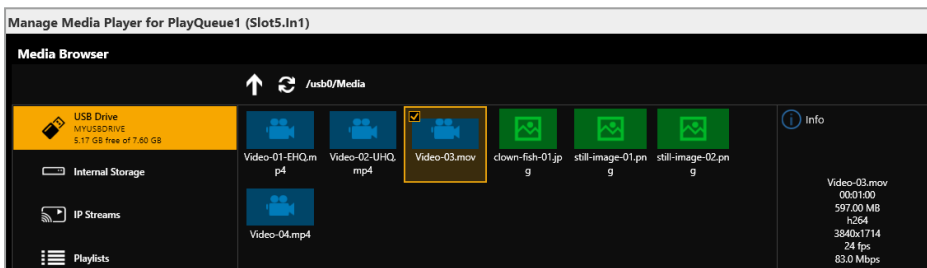 Manage Media Player for PlayQueue1 (Slot5.In1)
Media Browser
/usb0/Media
USB Drive
MYUSBDRIVE
5.17 GB free of 7.60 GB
Internal Storage
IP Streams
Playlists
Video-01-EHQ.m
p4
Video-02-UHQ.
mp4
Video-03.mov
clown-fish-01.jp
g
still-image-01.pn
g
still-image-02.pn
g
Video-04.mp4
Info
Video-03.mov
00:01:00
597.00 MB
h264
3840x1714
24 fps
83.0 Mbps